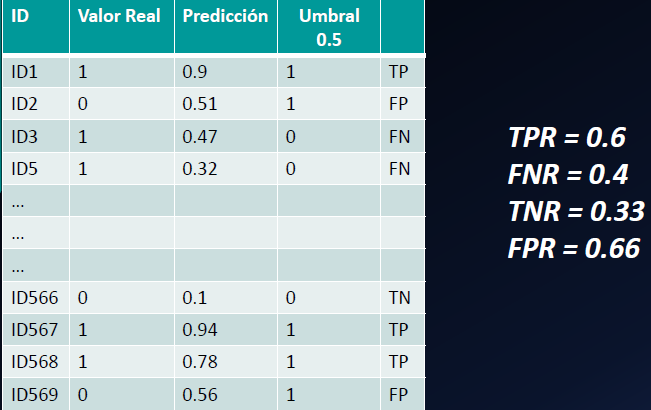 ID Valor Real Predicción Umbral 0.5
ID1 1 0.9 1 TP
ID2 0 0.51 1 FP
ID3 1 0.47 0 FN
ID5 1 0.32 0 FN
...
...
...
ID566 0 0.1 0 TN
ID567 1 0.94 1 TP
ID568 1 0.78 1 TP
ID569 0 0.56 1 FP
TPR = 0.6
FNR = 0.4
TNR = 0.33
FPR = 0.66